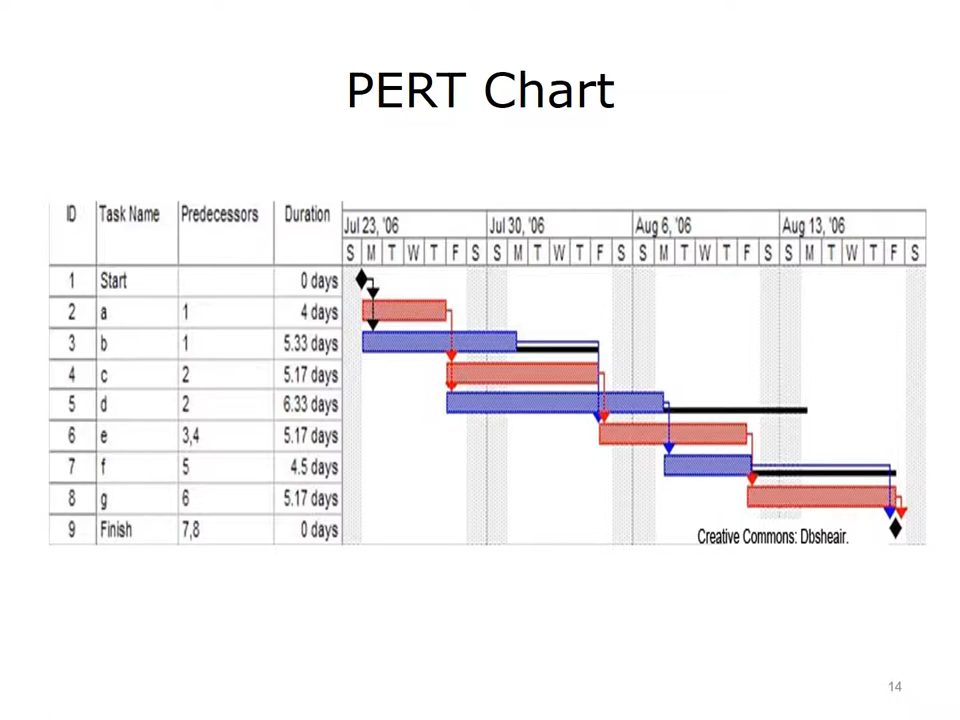 PERT Chart
ID Task Name Predecessors Duration
Jul 23, '06 Jul 30, '06 Aug 6, '06 Aug 13, '06
S M T W T F S S M T W T F S S M T W T F S S M T W T F S
1 Start 0 days
2 a 1 4 days
3 b 1 5.33 days
4 c 2 5.17 days
5 d 2 6.33 days
6 e 3,4 5.17 days
7 f 5 4.5 days
8 g 6 5.17 days
9 Finish 7,8 0 days
Creative Commons: Dbsheair.
14